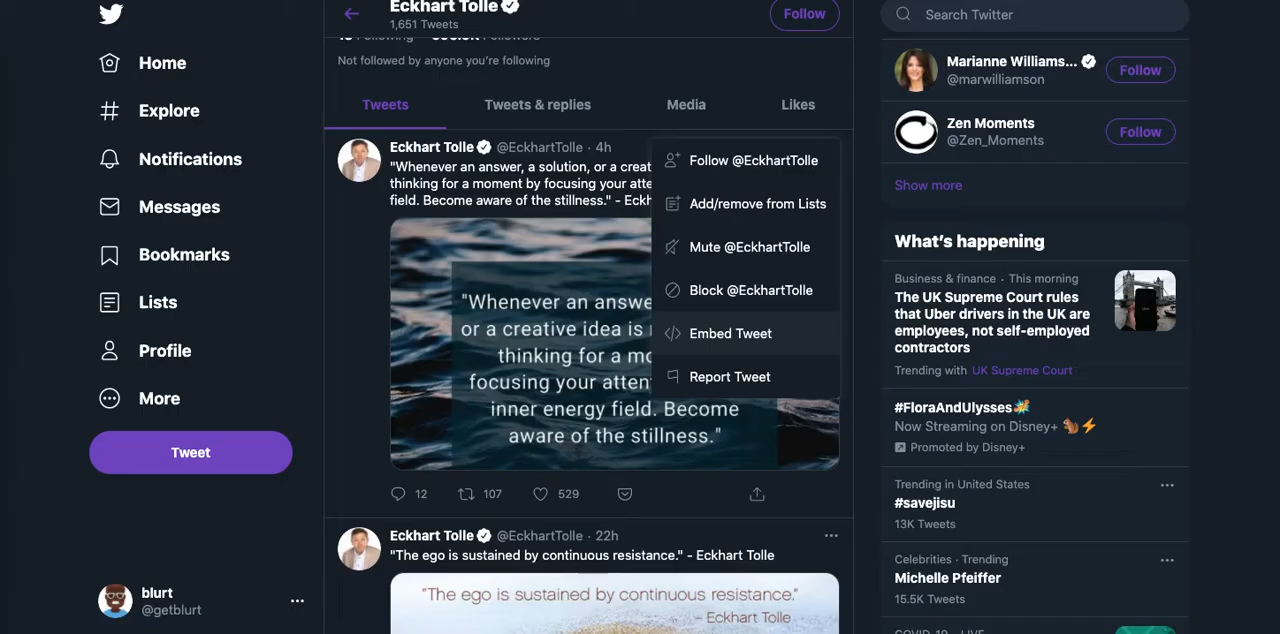 Home
Explore
Notifications
Messages
Bookmarks
Lists
Profile
More
Tweet
blurt
@getblurt
Eckhart Tolle
1,651 Tweets
Follow
Following
Followers
Not followed by anyone you're following
Tweets
Tweets & replies
Media
Likes
Eckhart Tolle @EckhartTolle · 4h
"Whenever an answer, a solution, or a creat
thinking for a moment by focusing your atte
field. Become aware of the stillness." - Eckh
"Whenever an answe
or a creative idea is
thinking for a mo
focusing your atten
inner energy field. Become
aware of the stillness."
Follow @EckhartTolle
Add/remove from Lists
Mute @EckhartTolle
Block @EckhartTolle
Embed Tweet
Report Tweet
12
107
529
Eckhart Tolle @EckhartTolle · 22h
"The ego is sustained by continuous resistance." - Eckhart Tolle
"The ego is sustained by continuous resistance."
- Eckhart Tolle
Search Twitter
Marianne Williams...
@marwilliamson
Follow
Zen Moments
@Zen_Moments
Follow
Show more
What's happening
Business & finance · This morning
The UK Supreme Court rules
that Uber drivers in the UK are
employees, not self-employed
contractors
Trending with UK Supreme Court
#FloraAndUlysses
Now Streaming on Disney+
Promoted by Disney+
Trending in United States
#savejisu
13K Tweets
Celebrities · Trending
Michelle Pfeiffer
15.5K Tweets
COVID-19 · LIVE